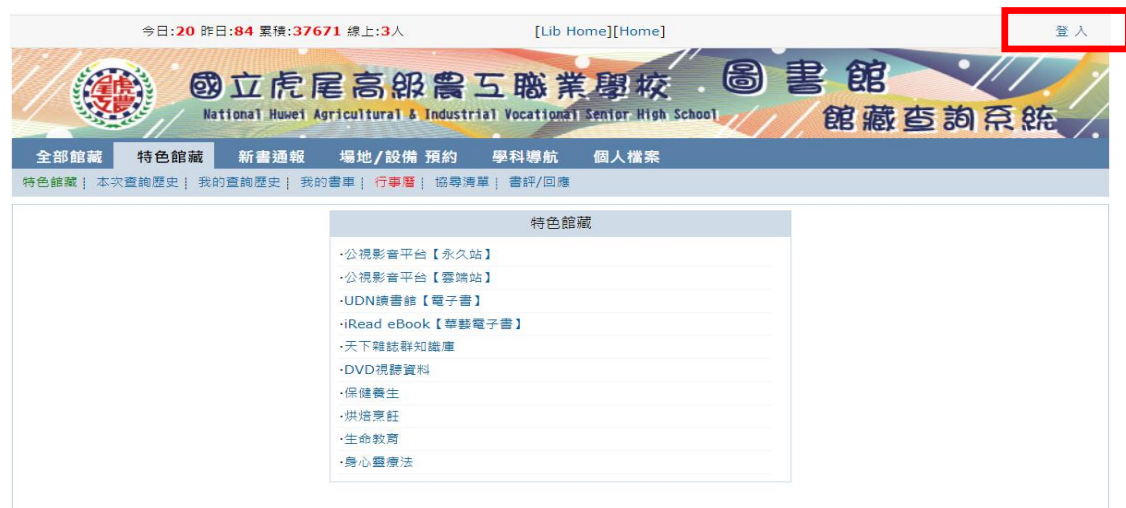 今日:20 昨日:84 累積:37671 線上:3人 [Lib Home][Home] 登入
國立虎尾高級農工職業學校 圖書館
National Huwei Agricultural & Industrial Vocational Senior High School 館藏查詢系統
全部館藏 特色館藏 新書通報 場地/設備 預約 學科導航 個人檔案
特色館藏| 本次查詢歷史| 我的查詢歷史| 我的書車| 行事曆| 協尋清單| 書評/回應
特色館藏
·公視影音平台【永久站】
·公視影音平台【雲端站】
·UDN讀書館【電子書】
·iRead eBook【華藝電子書】
·天下雜誌群知識庫
·DVD視聽資料
·保健養生
·烘焙烹飪
·生命教育
·身心靈療法